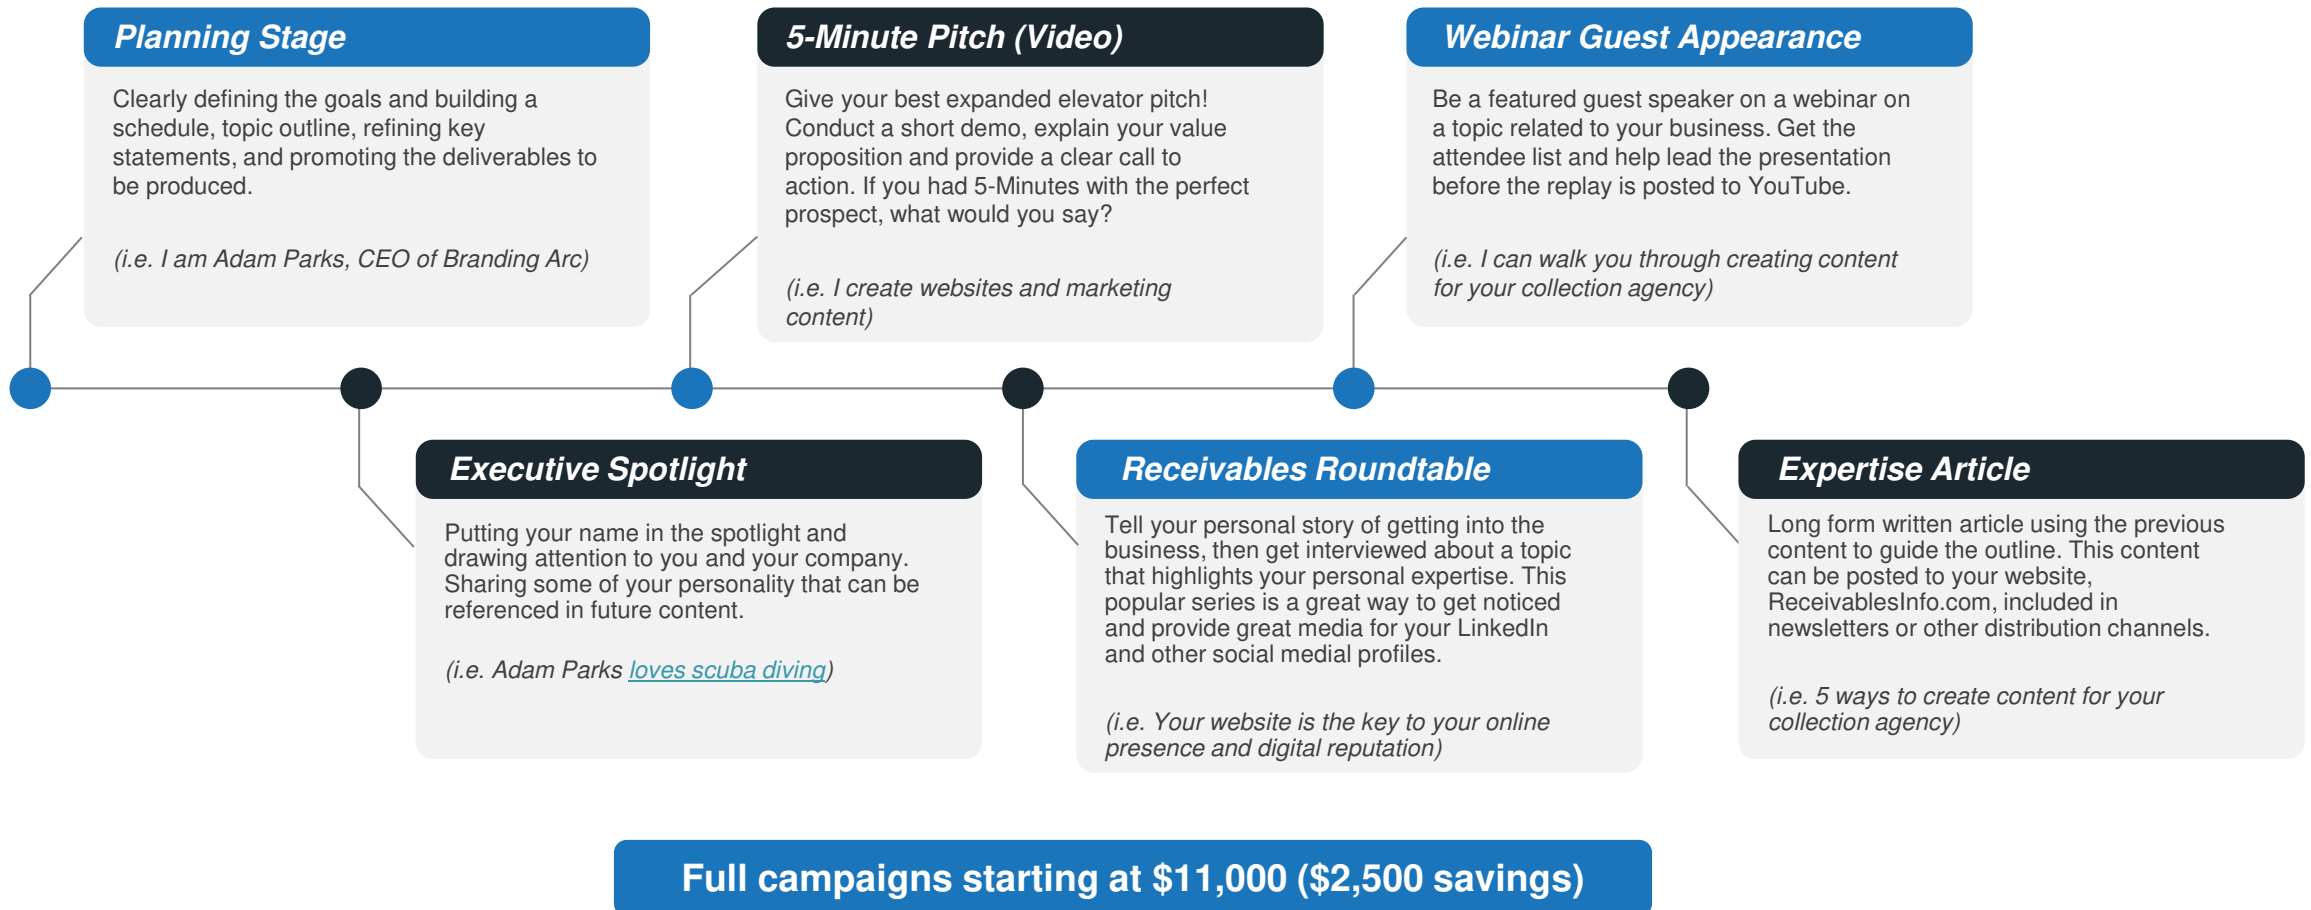 Planning Stage
Clearly defining the goals and building a
schedule, topic outline, refining key
statements, and promoting the deliverables to
be produced.
(i.e. I am Adam Parks, CEO of Branding Arc)
5-Minute Pitch (Video)
Give your best expanded elevator pitch!
Conduct a short demo, explain your value
proposition and provide a clear call to
action. If you had 5-Minutes with the perfect
prospect, what would you say?
(i.e. I create websites and marketing
content)
Webinar Guest Appearance
Be a featured guest speaker on a webinar on
a topic related to your business. Get the
attendee list and help lead the presentation
before the replay is posted to YouTube.
(i.e. I can walk you through creating content
for your collection agency)
Executive Spotlight
Putting your name in the spotlight and
drawing attention to you and your company.
Sharing some of your personality that can be
referenced in future content.
(i.e. Adam Parks loves scuba diving)
Receivables Roundtable
Tell your personal story of getting into the
business, then get interviewed about a topic
that highlights your personal expertise. This
popular series is a great way to get noticed
and provide great media for your LinkedIn
and other social medial profiles.
(i.e. Your website is the key to your online
presence and digital reputation)
Expertise Article
Long form written article using the previous
content to guide the outline. This content
can be posted to your website,
ReceivablesInfo.com, included in
newsletters or other distribution channels.
(i.e. 5 ways to create content for your
collection agency)
Full campaigns starting at $11,000 ($2,500 savings)